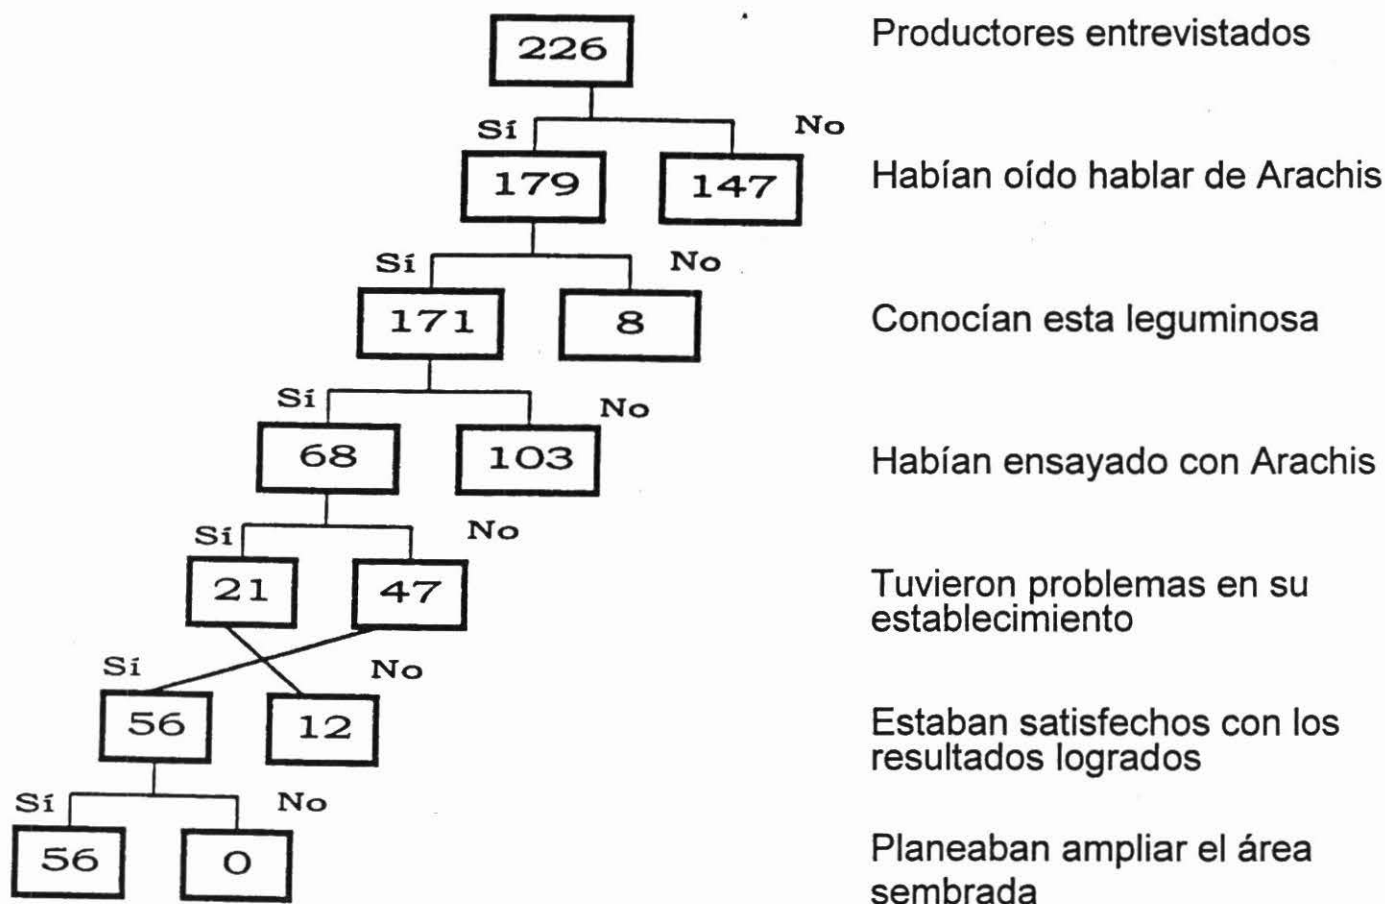 226
Productores entrevistados
Sí No
179 147
Habían oído hablar de Arachis
Sí No
171 8
Conocían esta leguminosa
Sí No
68 103
Habían ensayado con Arachis
Sí No
21 47
Tuvieron problemas en su
establecimiento
Sí No
56 12
Estaban satisfechos con los
resultados logrados
Sí No
56 0
Planeaban ampliar el área
sembrada